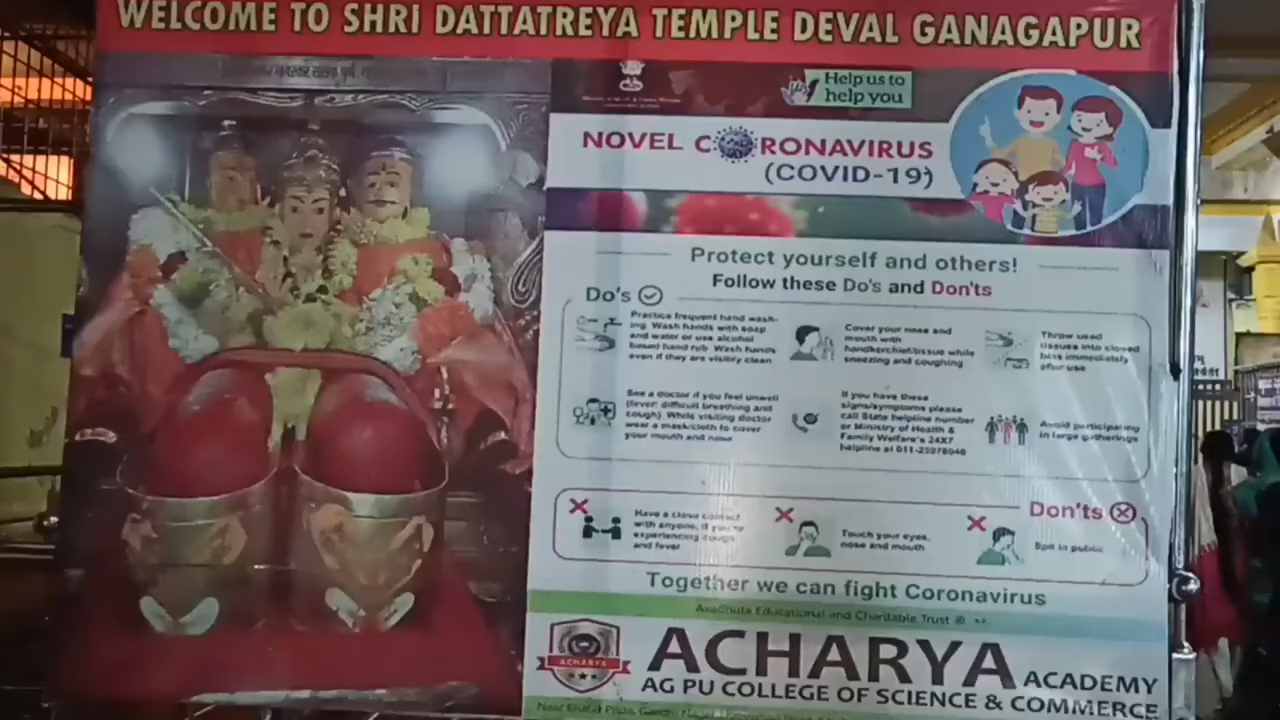 WELCOME TO SHRI DATTATREYA TEMPLE DEVAL GANAGAPUR
Help us to
help you
NOVEL CORONAVIRUS
(COVID-19)
Protect yourself and others!
Follow these Do's and Don'ts
Do's
Practice frequent hand wash-
ing. Wash hands with soap
and water or use alcohol
based hand rub. Wash hands
even if they are visibly clean
Cover your nose and
mouth with
handkerchief/tissue while
sneezing and coughing
Throw used
tissues into closed
bins immediately
after use
See a doctor if you feel unwell
(fever, difficult breathing and
cough). While visiting doctor
wear a mask/cloth to cover
your mouth and nose
If you have these
signs/symptoms please
call State helpline number
or Ministry of Health &
Family Welfare's 24X7
helpline at 011-23978046
Avoid participating
in large gatherings
Don'ts
Have a close contact
with anyone, if you're
experiencing cough
and fever
Touch your eyes,
nose and mouth
Spit in public
Together we can fight Coronavirus
Avadhuta Educational and Charitable Trust ®
ACHARYA
ACHARYA ACADEMY
AG PU COLLEGE OF SCIENCE & COMMERCE
Near Bharat Pride, Gandhi